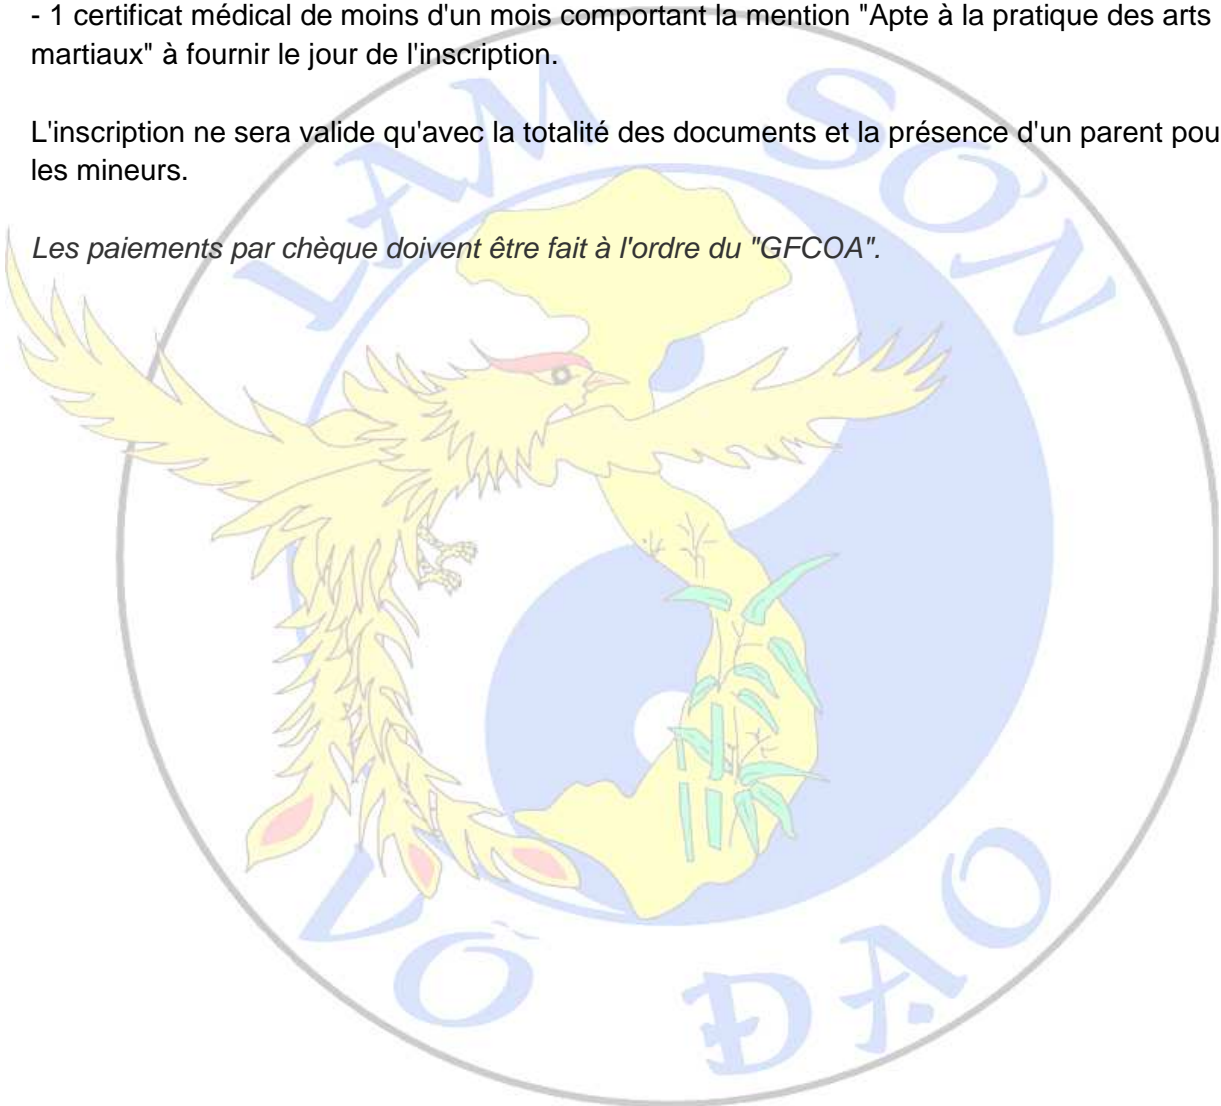 - 1 certificat médical de moins d'un mois comportant la mention "Apte à la pratique des arts
martiaux" à fournir le jour de l'inscription.
L'inscription ne sera valide qu'avec la totalité des documents et la présence d'un parent pou
les mineurs.
Les paiements par chèque doivent être fait à l'ordre du "GFCOA".
LAM SƠN
VÕ ĐẠO